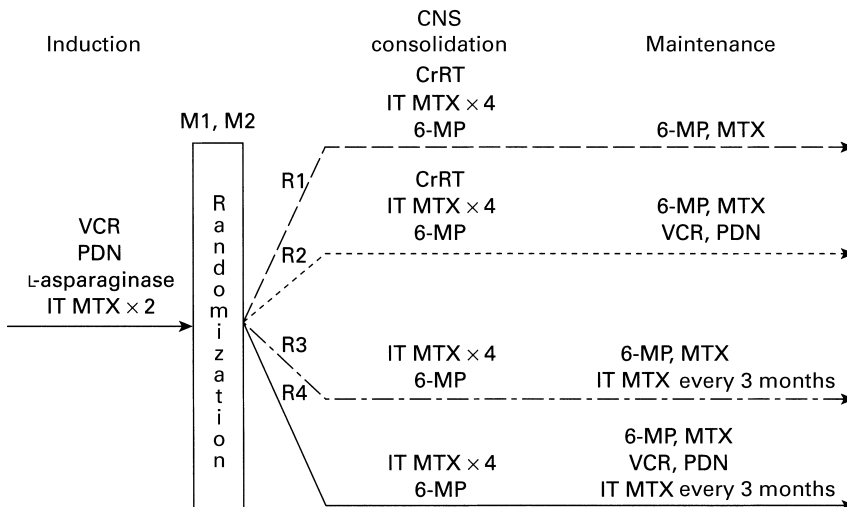 Induction
CNS
consolidation
Maintenance
M1, M2
VCR
PDN
L-asparaginase
IT MTX × 2
Randomization
R1
CrRT
IT MTX × 4
6-MP
6-MP, MTX
R2
CrRT
IT MTX × 4
6-MP
6-MP, MTX
VCR, PDN
R3
IT MTX × 4
6-MP
6-MP, MTX
IT MTX every 3 months
R4
IT MTX × 4
6-MP
6-MP, MTX
VCR, PDN
IT MTX every 3 months